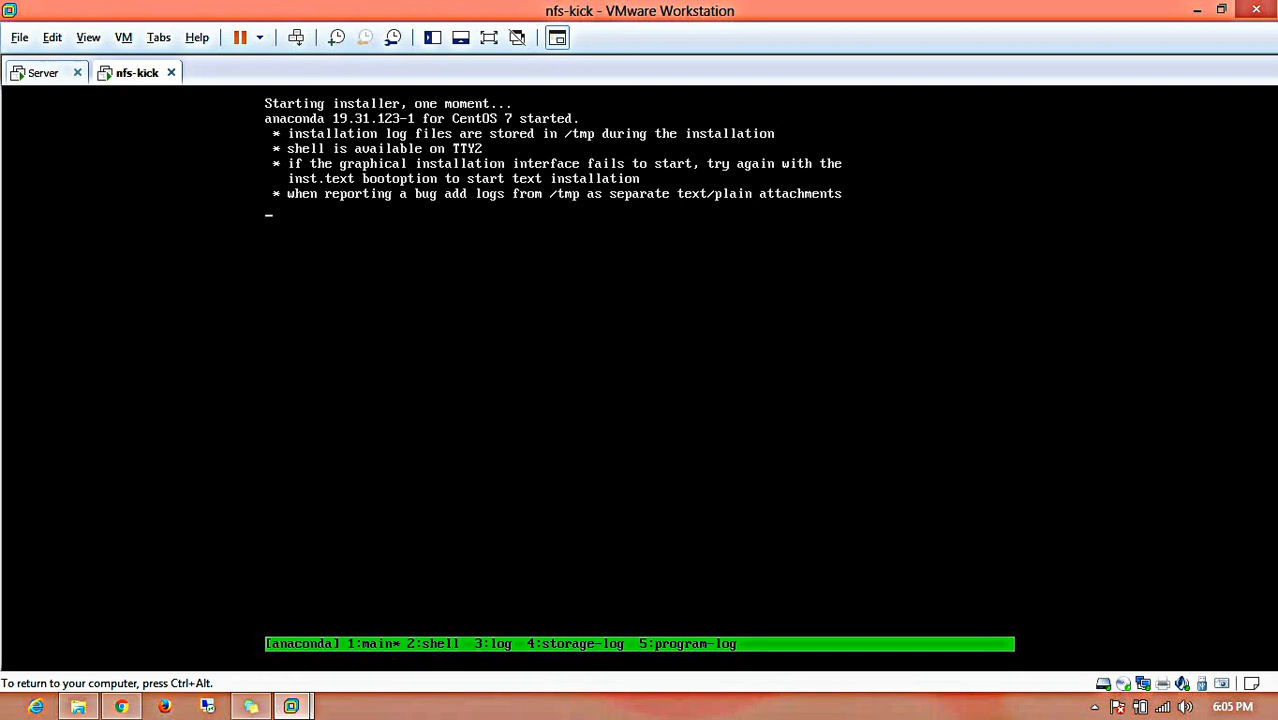 nfs-kick - VMware Workstation
File Edit View VM Tabs Help
Server nfs-kick
Starting installer, one moment...
anaconda 19.31.123-1 for CentOS 7 started.
* installation log files are stored in /tmp during the installation
* shell is available on TTY2
* if the graphical installation interface fails to start, try again with the
inst.text bootoption to start text installation
* when reporting a bug add logs from /tmp as separate text/plain attachments
[anaconda] 1:main* 2:shell 3:log 4:storage-log 5:program-log
To return to your computer, press Ctrl+Alt.
6:05 PM